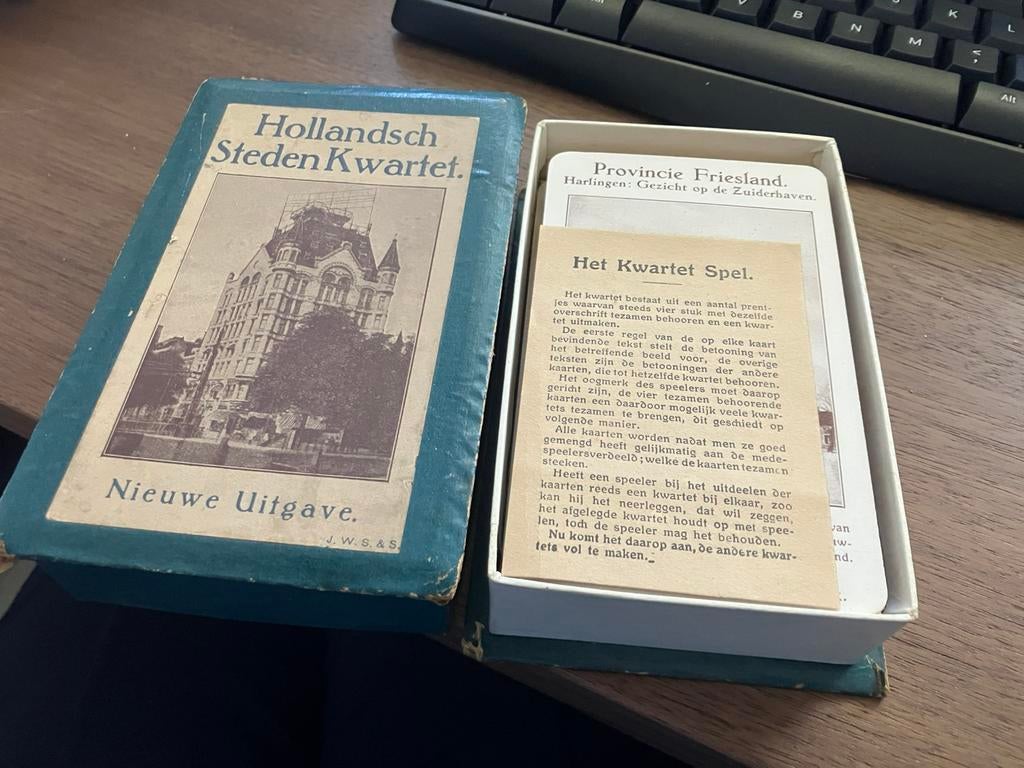 Hollandsch
Steden Kwartet.
Nieuwe Uitgave.
J. W. S. & S.
Provincie Friesland.
Harlingen: Gezicht op de Zuiderhaven.
Het Kwartet Spel.
Het kwartet bestaat uit een aantal prent-
jes waarvan steeds vier stuk met dezelfde
overschrift tezamen behooren en een kwar-
tet uitmaken.
De eerste regel van de op elke kaart
bevindende tekst stelt de betooning van
het betreffende beeld voor, de overige
teksten zijn de betooningen der andere
kaarten, die tot hetzelfde kwartet behooren.
Het oogmerk des speelers moet daarop
gericht zijn, de vier tezamen behoorende
kaarten en daardoor mogelijk veele kwar-
tets tezamen te brengen, dit geschiedt op
volgende manier.
Alle kaarten worden nadat men ze goed
gemengd heeft gelijkmatig aan de mede-
speelersverdeeld; welke de kaarten tezamen
steeken.
Heeft een speeler bij het uitdeelen der
kaarten reeds een kwartet bij elkaar, zoo
kan hij het neerleggen, dat wil zeggen,
het afgelegde kwartet houdt op met spee-
len, toch de speeler mag het behouden.
Nu komt het daarop aan, de andere kwar-
tets vol te maken.
van
uw-
nd.
B
N
M
K
L
V
< ,
Alt